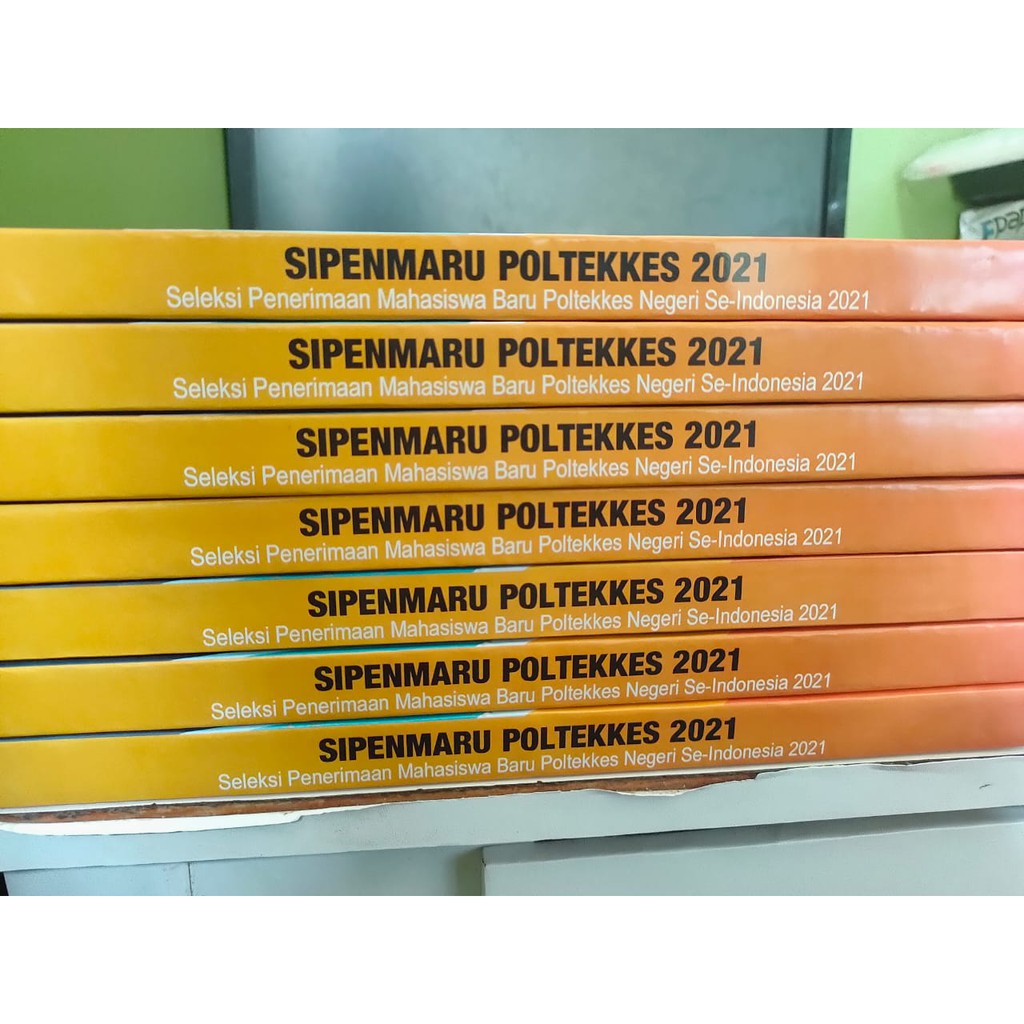 SIPENMARU POLTEKKES 2021
Seleksi Penerimaan Mahasiswa Baru Poltekkes Negeri Se-Indonesia 2021
SIPENMARU POLTEKKES 2021
Seleksi Penerimaan Mahasiswa Baru Poltekkes Negeri Se-Indonesia 2021
SIPENMARU POLTEKKES 2021
Seleksi Penerimaan Mahasiswa Baru Poltekkes Negeri Se-Indonesia 2021
SIPENMARU POLTEKKES 2021
Seleksi Penerimaan Mahasiswa Baru Poltekkes Negeri Se-Indonesia 2021
SIPENMARU POLTEKKES 2021
Seleksi Penerimaan Mahasiswa Baru Poltekkes Negeri Se-Indonesia 2021
SIPENMARU POLTEKKES 2021
Seleksi Penerimaan Mahasiswa Baru Poltekkes Negeri Se-Indonesia 2021
SIPENMARU POLTEKKES 2021
Seleksi Penerimaan Mahasiswa Baru Poltekkes Negeri Se-Indonesia 2021